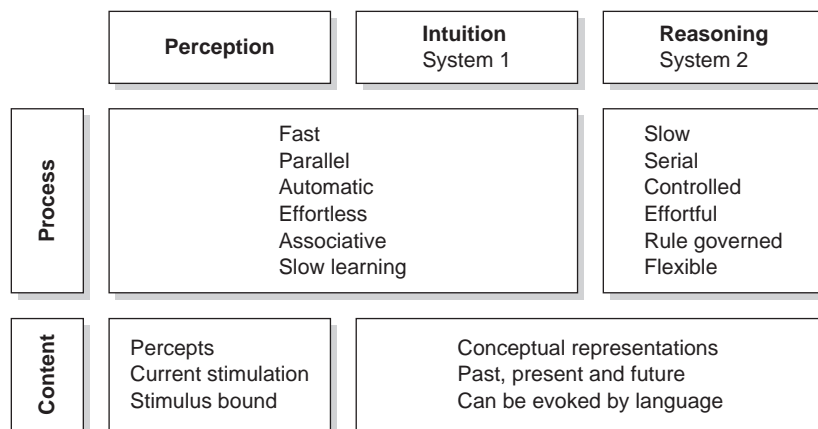 Perception
Intuition
System 1
Reasoning
System 2
Process
Fast
Parallel
Automatic
Effortless
Associative
Slow learning
Slow
Serial
Controlled
Effortful
Rule governed
Flexible
Content
Percepts
Current stimulation
Stimulus bound
Conceptual representations
Past, present and future
Can be evoked by language